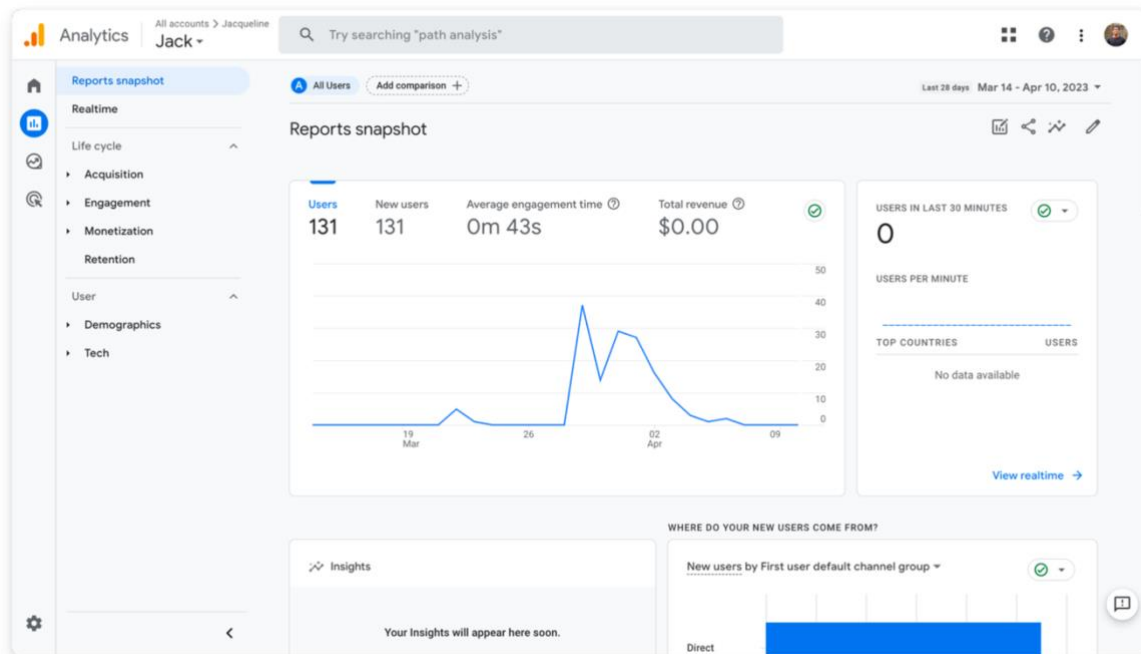 Analytics
All accounts > Jacqueline
Jack
Try searching "path analysis"
Reports snapshot
Realtime
Life cycle
Acquisition
Engagement
Monetization
Retention
User
Demographics
Tech
A All Users
Add comparison +
Last 28 days Mar 14 - Apr 10, 2023
Reports snapshot
Users New users Average engagement time Total revenue
131 131 0m 43s $0.00
50
40
30
20
10
0
19 26 02 09
Mar Apr
USERS IN LAST 30 MINUTES
0
USERS PER MINUTE
TOP COUNTRIES USERS
No data available
View realtime
Insights
Your Insights will appear here soon.
WHERE DO YOUR NEW USERS COME FROM?
New users by First user default channel group
Direct